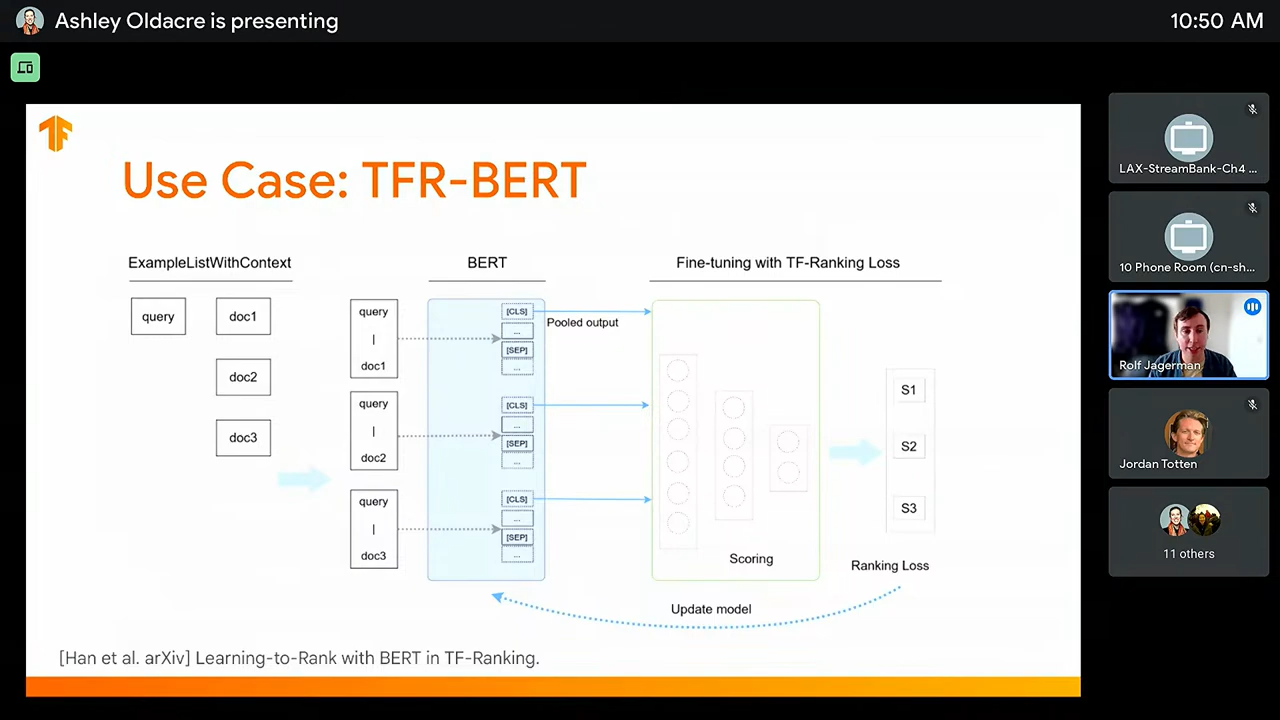 Ashley Oldacre is presenting
10:50 AM
Use Case: TFR-BERT
ExampleListWithContext
BERT
Fine-tuning with TF-Ranking Loss
query
doc1
doc2
doc3
query
|
doc1
query
|
doc2
query
|
doc3
[CLS]
...
[SEP]
...
[CLS]
...
[SEP]
...
[CLS]
...
[SEP]
...
Pooled output
Scoring
S1
S2
S3
Ranking Loss
Update model
[Han et al. arXiv] Learning-to-Rank with BERT in TF-Ranking.
LAX-StreamBank-Ch4 ...
10 Phone Room (cn-sh...
Rolf Jagerman
Jordan Totten
11 others